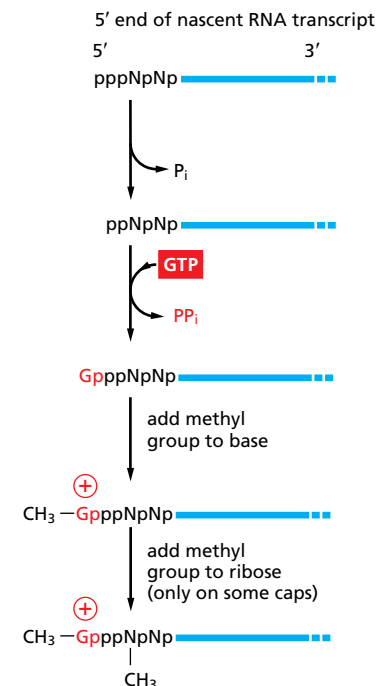 5′ end of nascent RNA transcript
5′ 3′
pppNpNp
Pi
ppNpNp
GTP
PPi
GpppNpNp
add methyl
group to base
+
CH3 GpppNpNp
add methyl
group to ribose
(only on some caps)
+
CH3 GpppNpNp
CH3